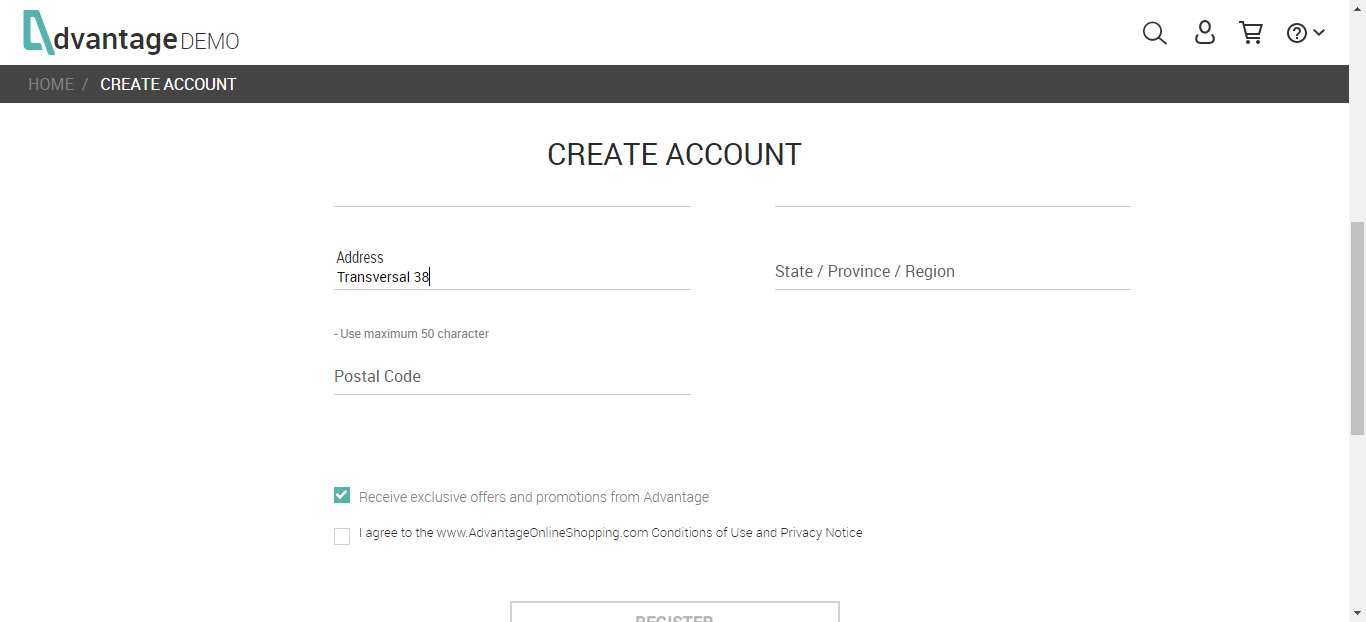 dvantage DEMO
HOME / CREATE ACCOUNT
CREATE ACCOUNT
Address
Transversal 38
State / Province / Region
- Use maximum 50 character
Postal Code
Receive exclusive offers and promotions from Advantage
I agree to the www.AdvantageOnlineShopping.com Conditions of Use and Privacy Notice
REGISTER